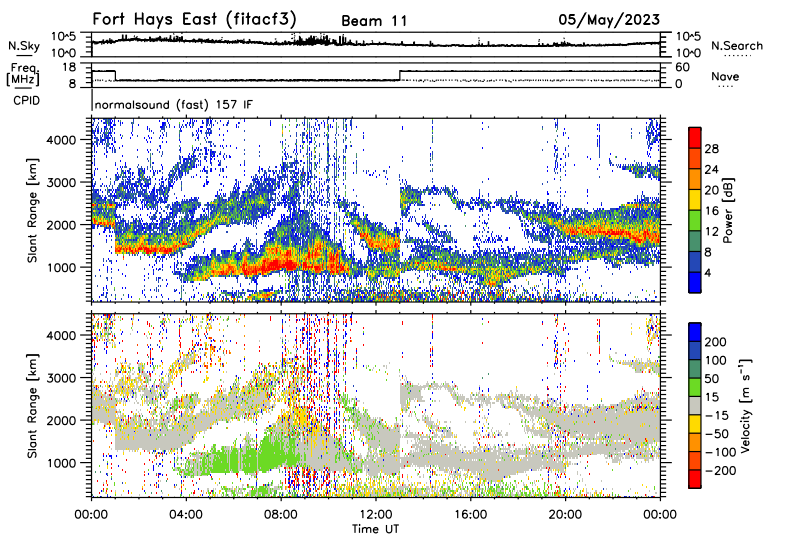 Fort Hays East (fitacf3) Beam 11 05/May/2023
N.Sky 10^5 10^0 10^5 10^0 N.Search
Freq. [MHz] 18 8 60 0 Nave
CPID normalsound (fast) 157 IF
Slant Range [km] 4000 3000 2000 1000
Power [dB] 28 24 20 16 12 8 4
Slant Range [km] 4000 3000 2000 1000
Velocity [m s⁻¹] 200 100 50 15 −15 −50 −100 −200
00:00 04:00 08:00 12:00 16:00 20:00 00:00
Time UT